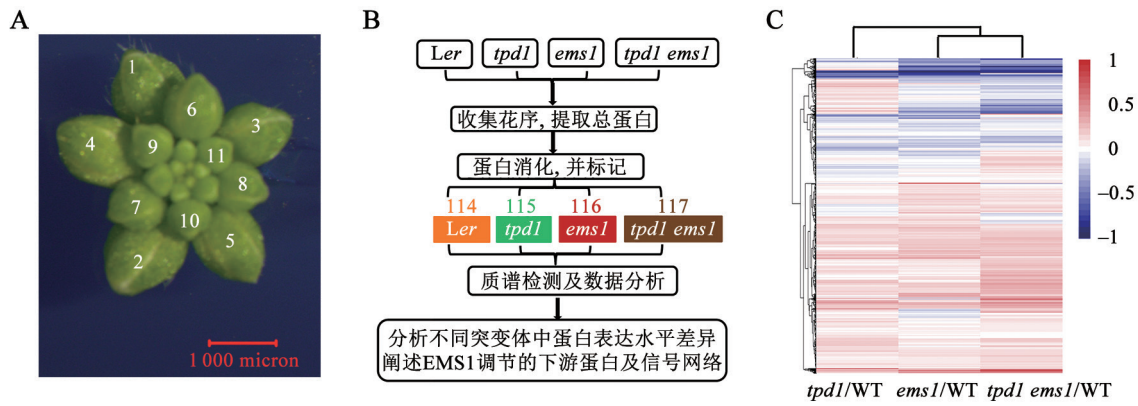 A
1
6
3
4
9
11
8
7
10
5
2
1 000 micron
B
Ler tpd1 ems1 tpd1 ems1
收集花序, 提取总蛋白
蛋白消化, 并标记
114 115 116 117
Ler tpd1 ems1 tpd1 ems1
质谱检测及数据分析
分析不同突变体中蛋白表达水平差异
阐述EMS1调节的下游蛋白及信号网络
C
1
0.5
0
−0.5
−1
tpd1/WT ems1/WT tpd1 ems1/WT